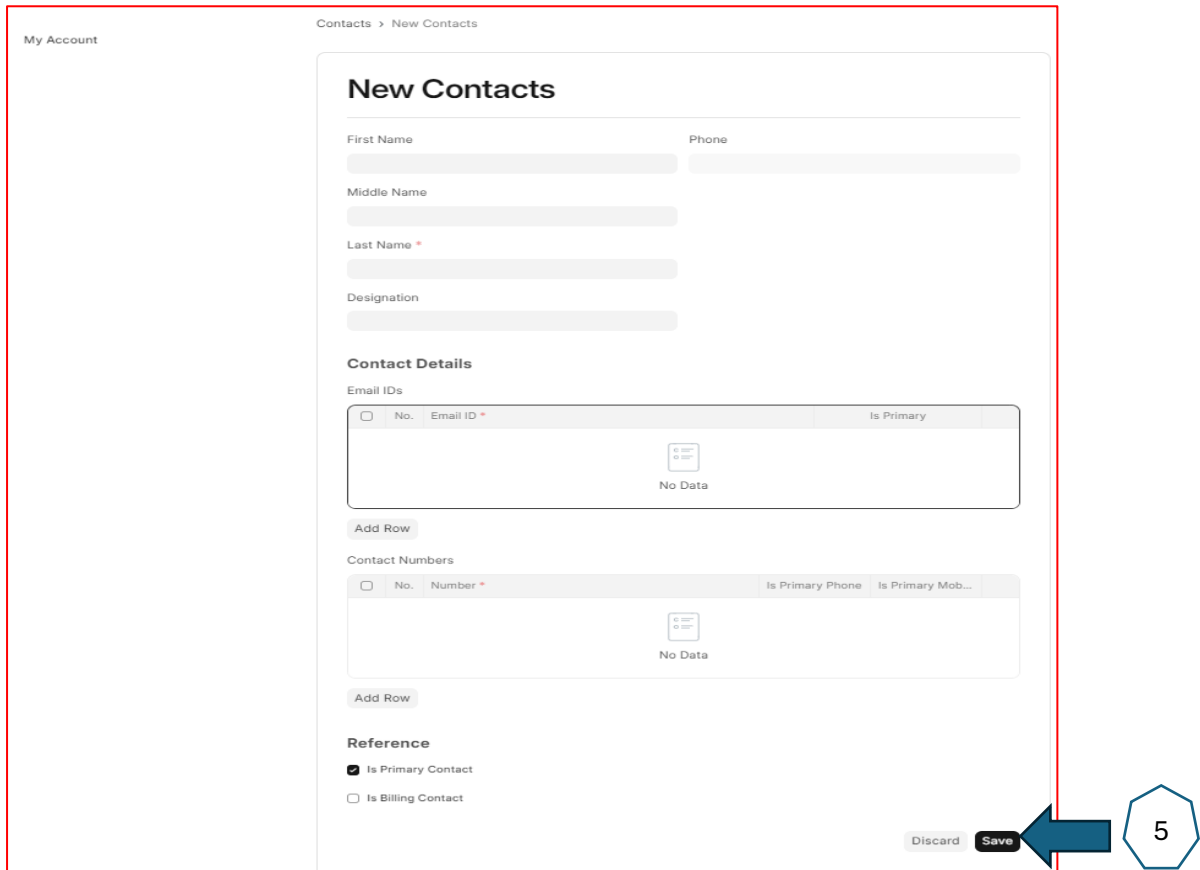 Contacts > New Contacts
My Account
New Contacts
First Name Phone
Middle Name
Last Name *
Designation
Contact Details
Email IDs
No. Email ID * Is Primary
No Data
Add Row
Contact Numbers
No. Number * Is Primary Phone Is Primary Mob...
No Data
Add Row
Reference
Is Primary Contact
Is Billing Contact
Discard Save 5